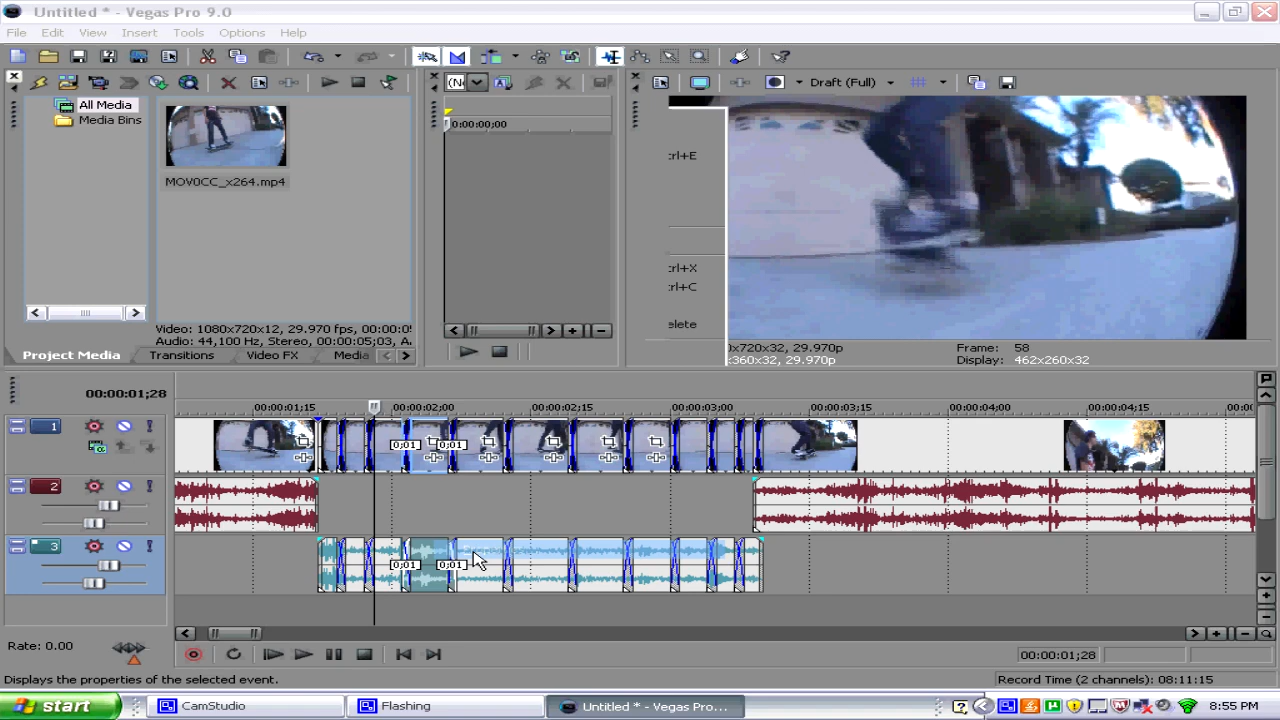 Untitled * - Vegas Pro 9.0
File Edit View Insert Tools Options Help
All Media
Media Bins
MOV0CC_x264.mp4
Video: 1080x720x12, 29.970 fps, 00:00:0
Audio: 44,100 Hz, Stereo, 00:00:05;03, A.
Project Media Transitions Video FX Media
(N
0:00:00;00
Draft (Full)
:rl+E
:rl+X
:rl+C
elete
x720x32, 29.970p
x360x32, 29.970p
Frame: 58
Display: 462x260x32
00:00:01;28
00:00:01;15 00:00:02;00 00:00:02;15 00:00:03;00 00:00:03;15 00:00:04;00 00:00:04;15 00:00
1
0;01 0;01
2
3
0;01 0;01
Rate: 0.00
00:00:01;28
Displays the properties of the selected event.
Record Time (2 channels): 08:11:15
start CamStudio Flashing Untitled * - Vegas Pro... 8:55 PM